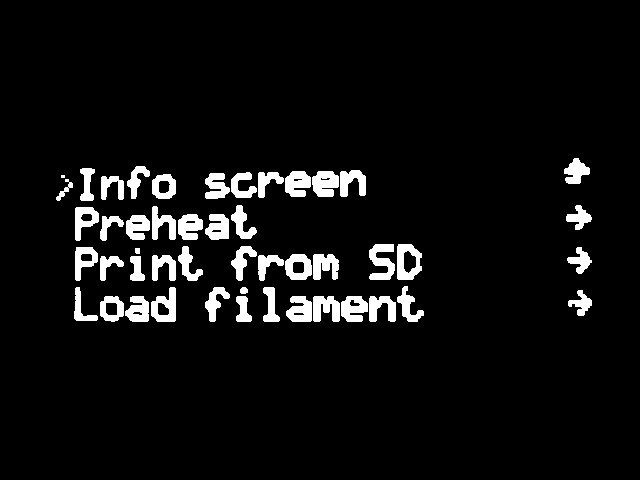 >Info screen ↑
Preheat →
Print from SD →
Load filament →